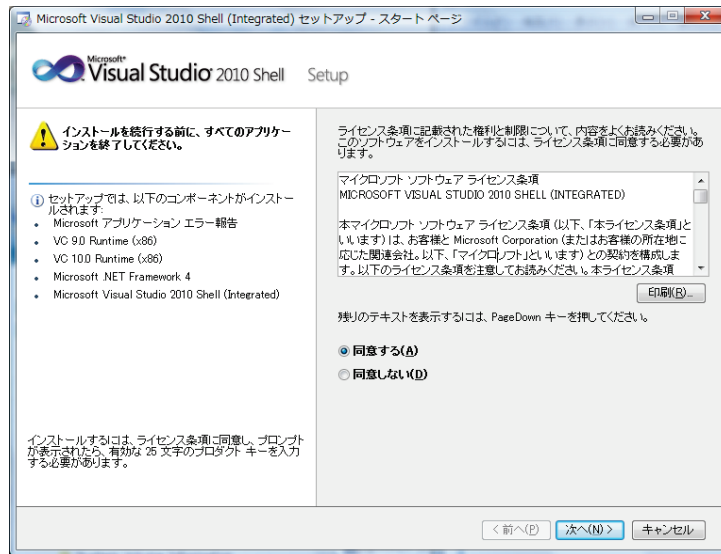 Microsoft Visual Studio 2010 Shell (Integrated) セットアップ - スタート ページ
Microsoft®
Visual Studio 2010 Shell Setup
インストールを続行する前に、すべてのアプリケー
ションを終了してください。
セットアップでは、以下のコンポーネントがインストー
ルされます:
Microsoft アプリケーション エラー報告
VC 9.0 Runtime (x86)
VC 10.0 Runtime (x86)
Microsoft .NET Framework 4
Microsoft Visual Studio 2010 Shell (Integrated)
インストールするには、ライセンス条項に同意し、プロンプト
が表示されたら、有効な 25 文字のプロダクト キーを入力
する必要があります。
ライセンス条項に記載された権利と制限について、内容をよくお読みください。
このソフトウェアをインストールするには、ライセンス条項に同意する必要があ
ります。
マイクロソフト ソフトウェア ライセンス条項
MICROSOFT VISUAL STUDIO 2010 SHELL (INTEGRATED)
本マイクロソフト ソフトウェア ライセンス条項 (以下、「本ライセンス条項」と
いいます) は、お客様と Microsoft Corporation (またはお客様の所在地に
応じた関連会社。以下、「マイクロソフト」といいます) との契約を構成しま
す。以下のライセンス条項を注意してお読みください。本ライセンス条項
印刷(R)...
残りのテキストを表示するには、PageDown キーを押してください。
同意する(A)
同意しない(D)
< 前へ(P)
次へ(N) >
キャンセル